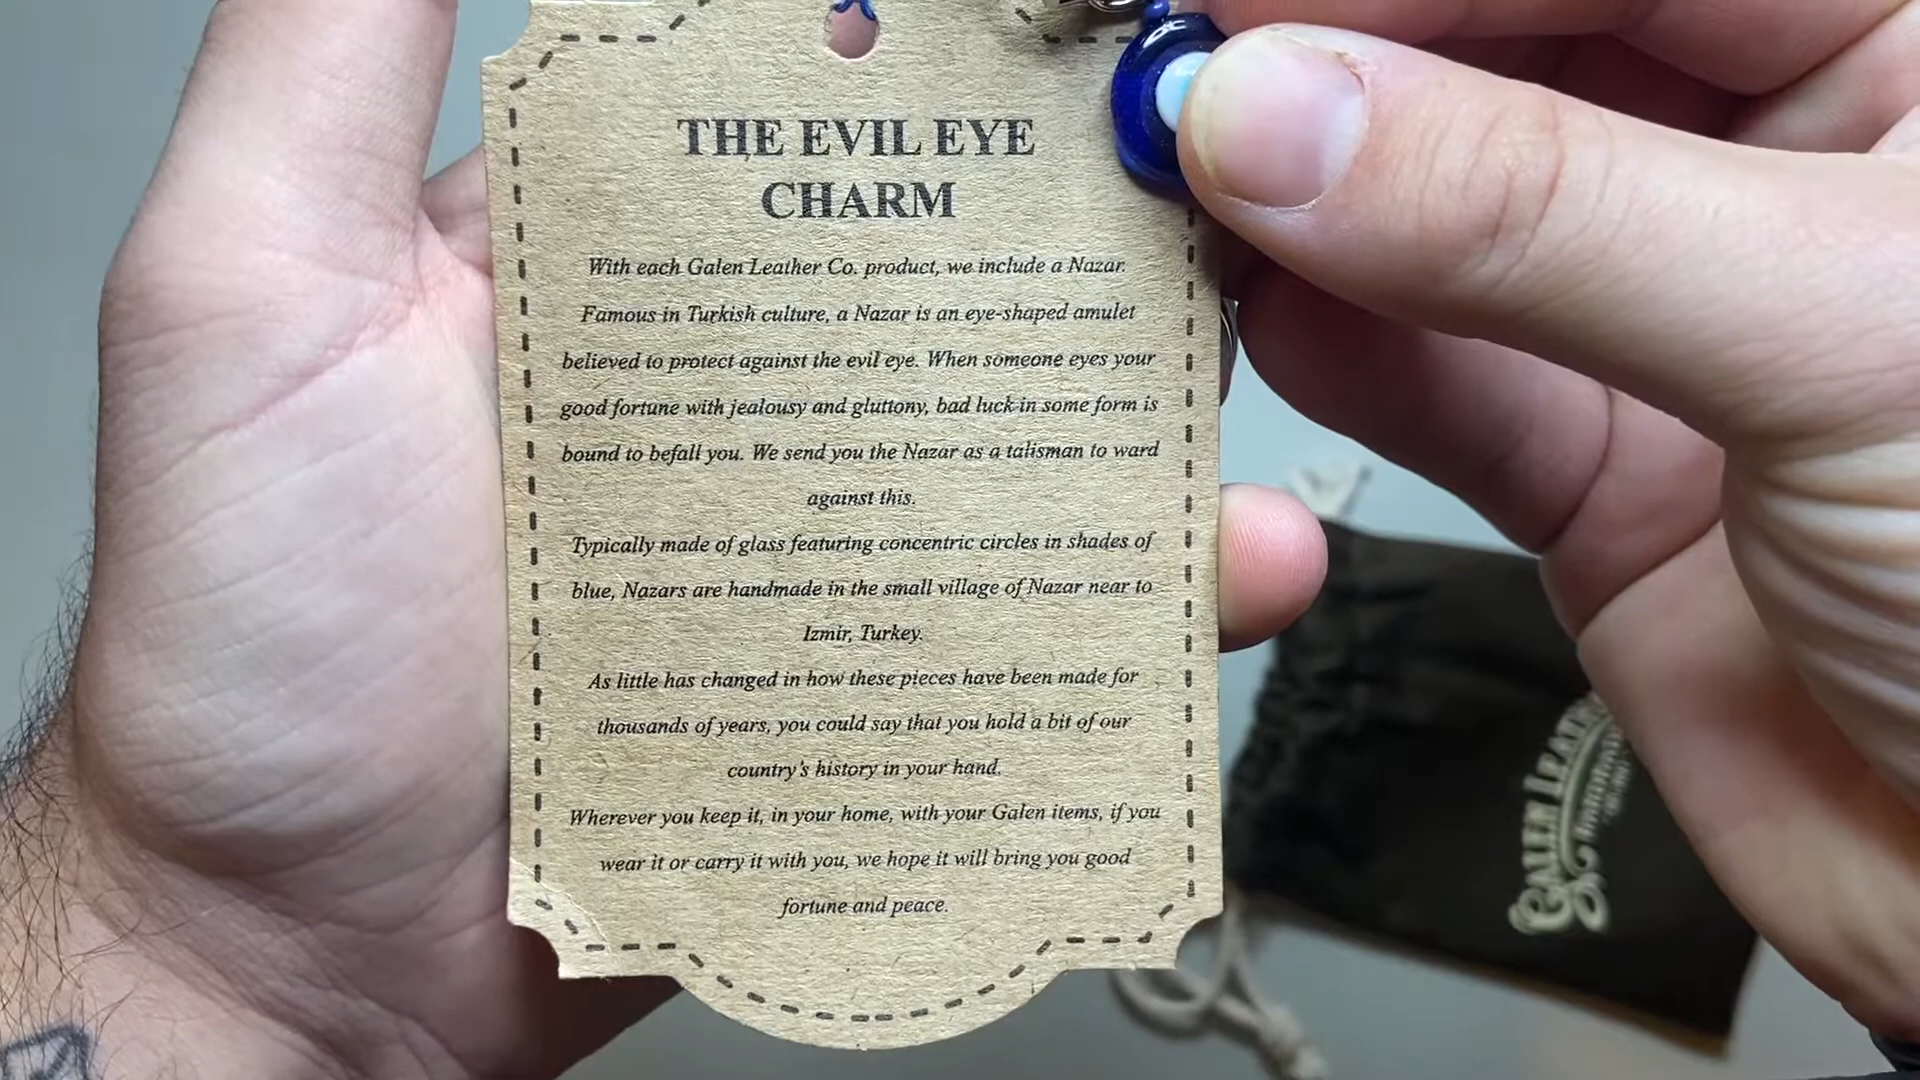 THE EVIL EYE
CHARM
With each Galen Leather Co. product, we include a Nazar.
Famous in Turkish culture, a Nazar is an eye-shaped amulet
believed to protect against the evil eye. When someone eyes your
good fortune with jealousy and gluttony, bad luck in some form is
bound to befall you. We send you the Nazar as a talisman to ward
against this.
Typically made of glass featuring concentric circles in shades of
blue, Nazars are handmade in the small village of Nazar near to
Izmir, Turkey.
As little has changed in how these pieces have been made for
thousands of years, you could say that you hold a bit of our
country's history in your hand.
Wherever you keep it, in your home, with your Galen items, if you
wear it or carry it with you, we hope it will bring you good
fortune and peace.
GALEN